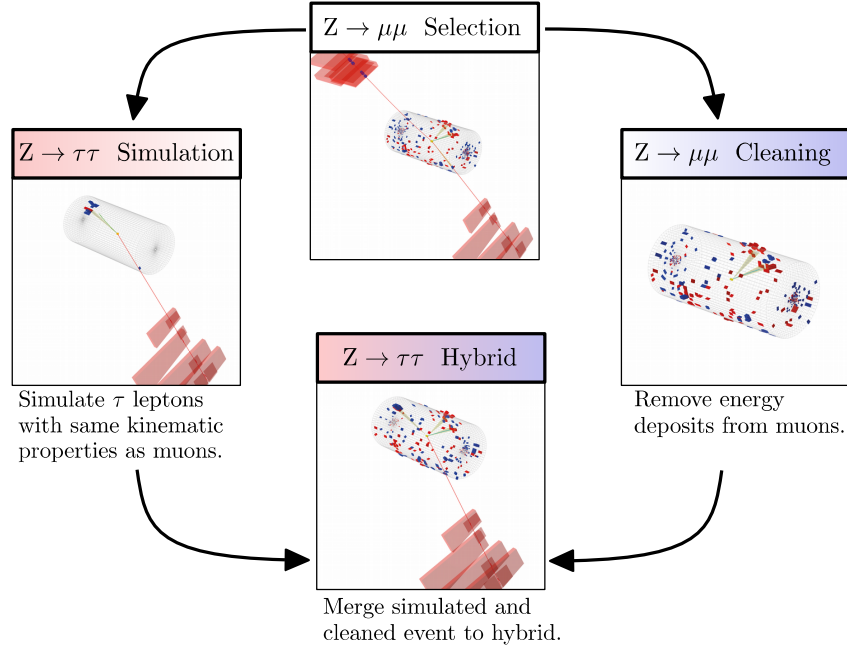 Z → μμ Selection
Z → ττ Simulation
Z → μμ Cleaning
Simulate τ leptons
with same kinematic
properties as muons.
Remove energy
deposits from muons.
Z → ττ Hybrid
Merge simulated and
cleaned event to hybrid.